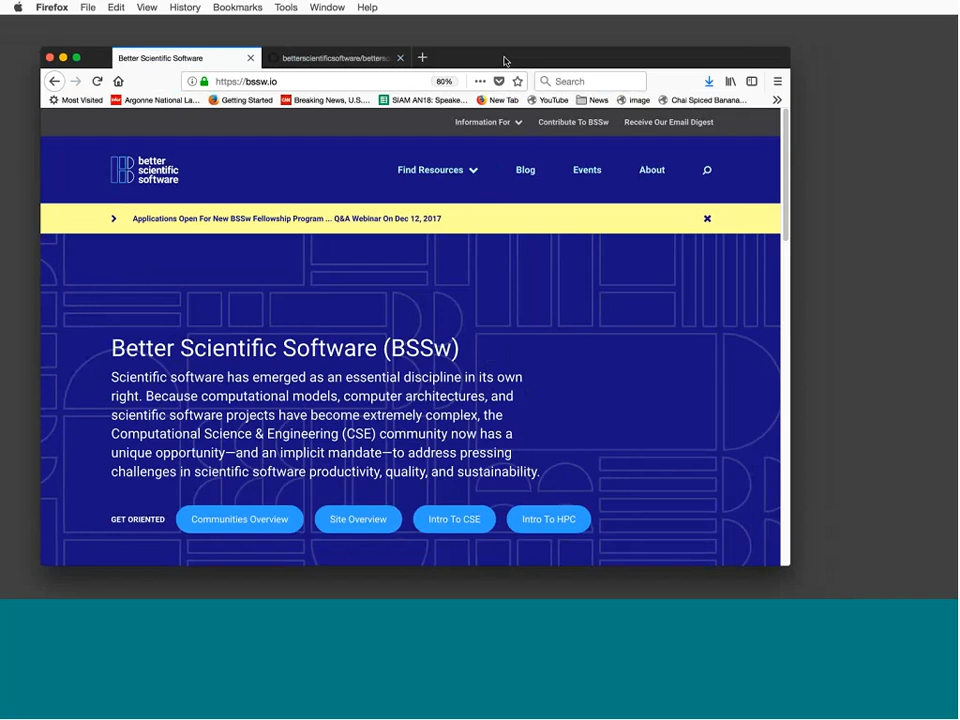 Firefox File Edit View History Bookmarks Tools Window Help
Better Scientific Software betterscientificsoftware/betters
https://bssw.io 80% Search
Most Visited Argonne National La... Getting Started Breaking News, U.S.... SIAM AN18: Speake... New Tab YouTube News image Chai Spiced Banana...
Information For Contribute To BSSw Receive Our Email Digest
better
scientific
software
Find Resources Blog Events About
Applications Open For New BSSw Fellowship Program ... Q&A Webinar On Dec 12, 2017
Better Scientific Software (BSSw)
Scientific software has emerged as an essential discipline in its own
right. Because computational models, computer architectures, and
scientific software projects have become extremely complex, the
Computational Science & Engineering (CSE) community now has a
unique opportunity—and an implicit mandate—to address pressing
challenges in scientific software productivity, quality, and sustainability.
GET ORIENTED Communities Overview Site Overview Intro To CSE Intro To HPC